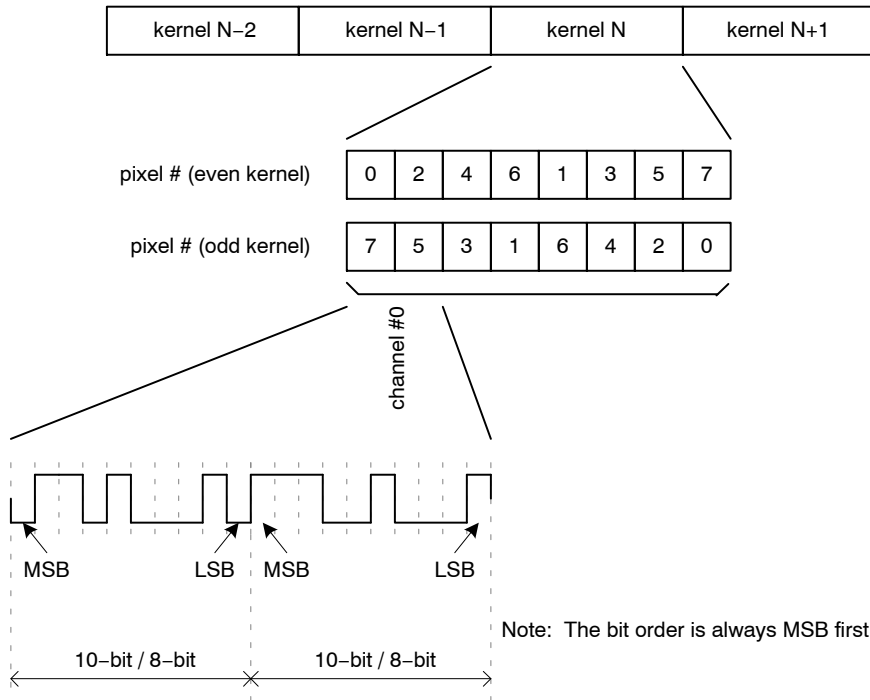 kernel N−2 kernel N−1 kernel N kernel N+1
pixel # (even kernel) 0 2 4 6 1 3 5 7
pixel # (odd kernel) 7 5 3 1 6 4 2 0
channel #0
MSB LSB MSB LSB
Note: The bit order is always MSB first
10−bit / 8−bit 10−bit / 8−bit